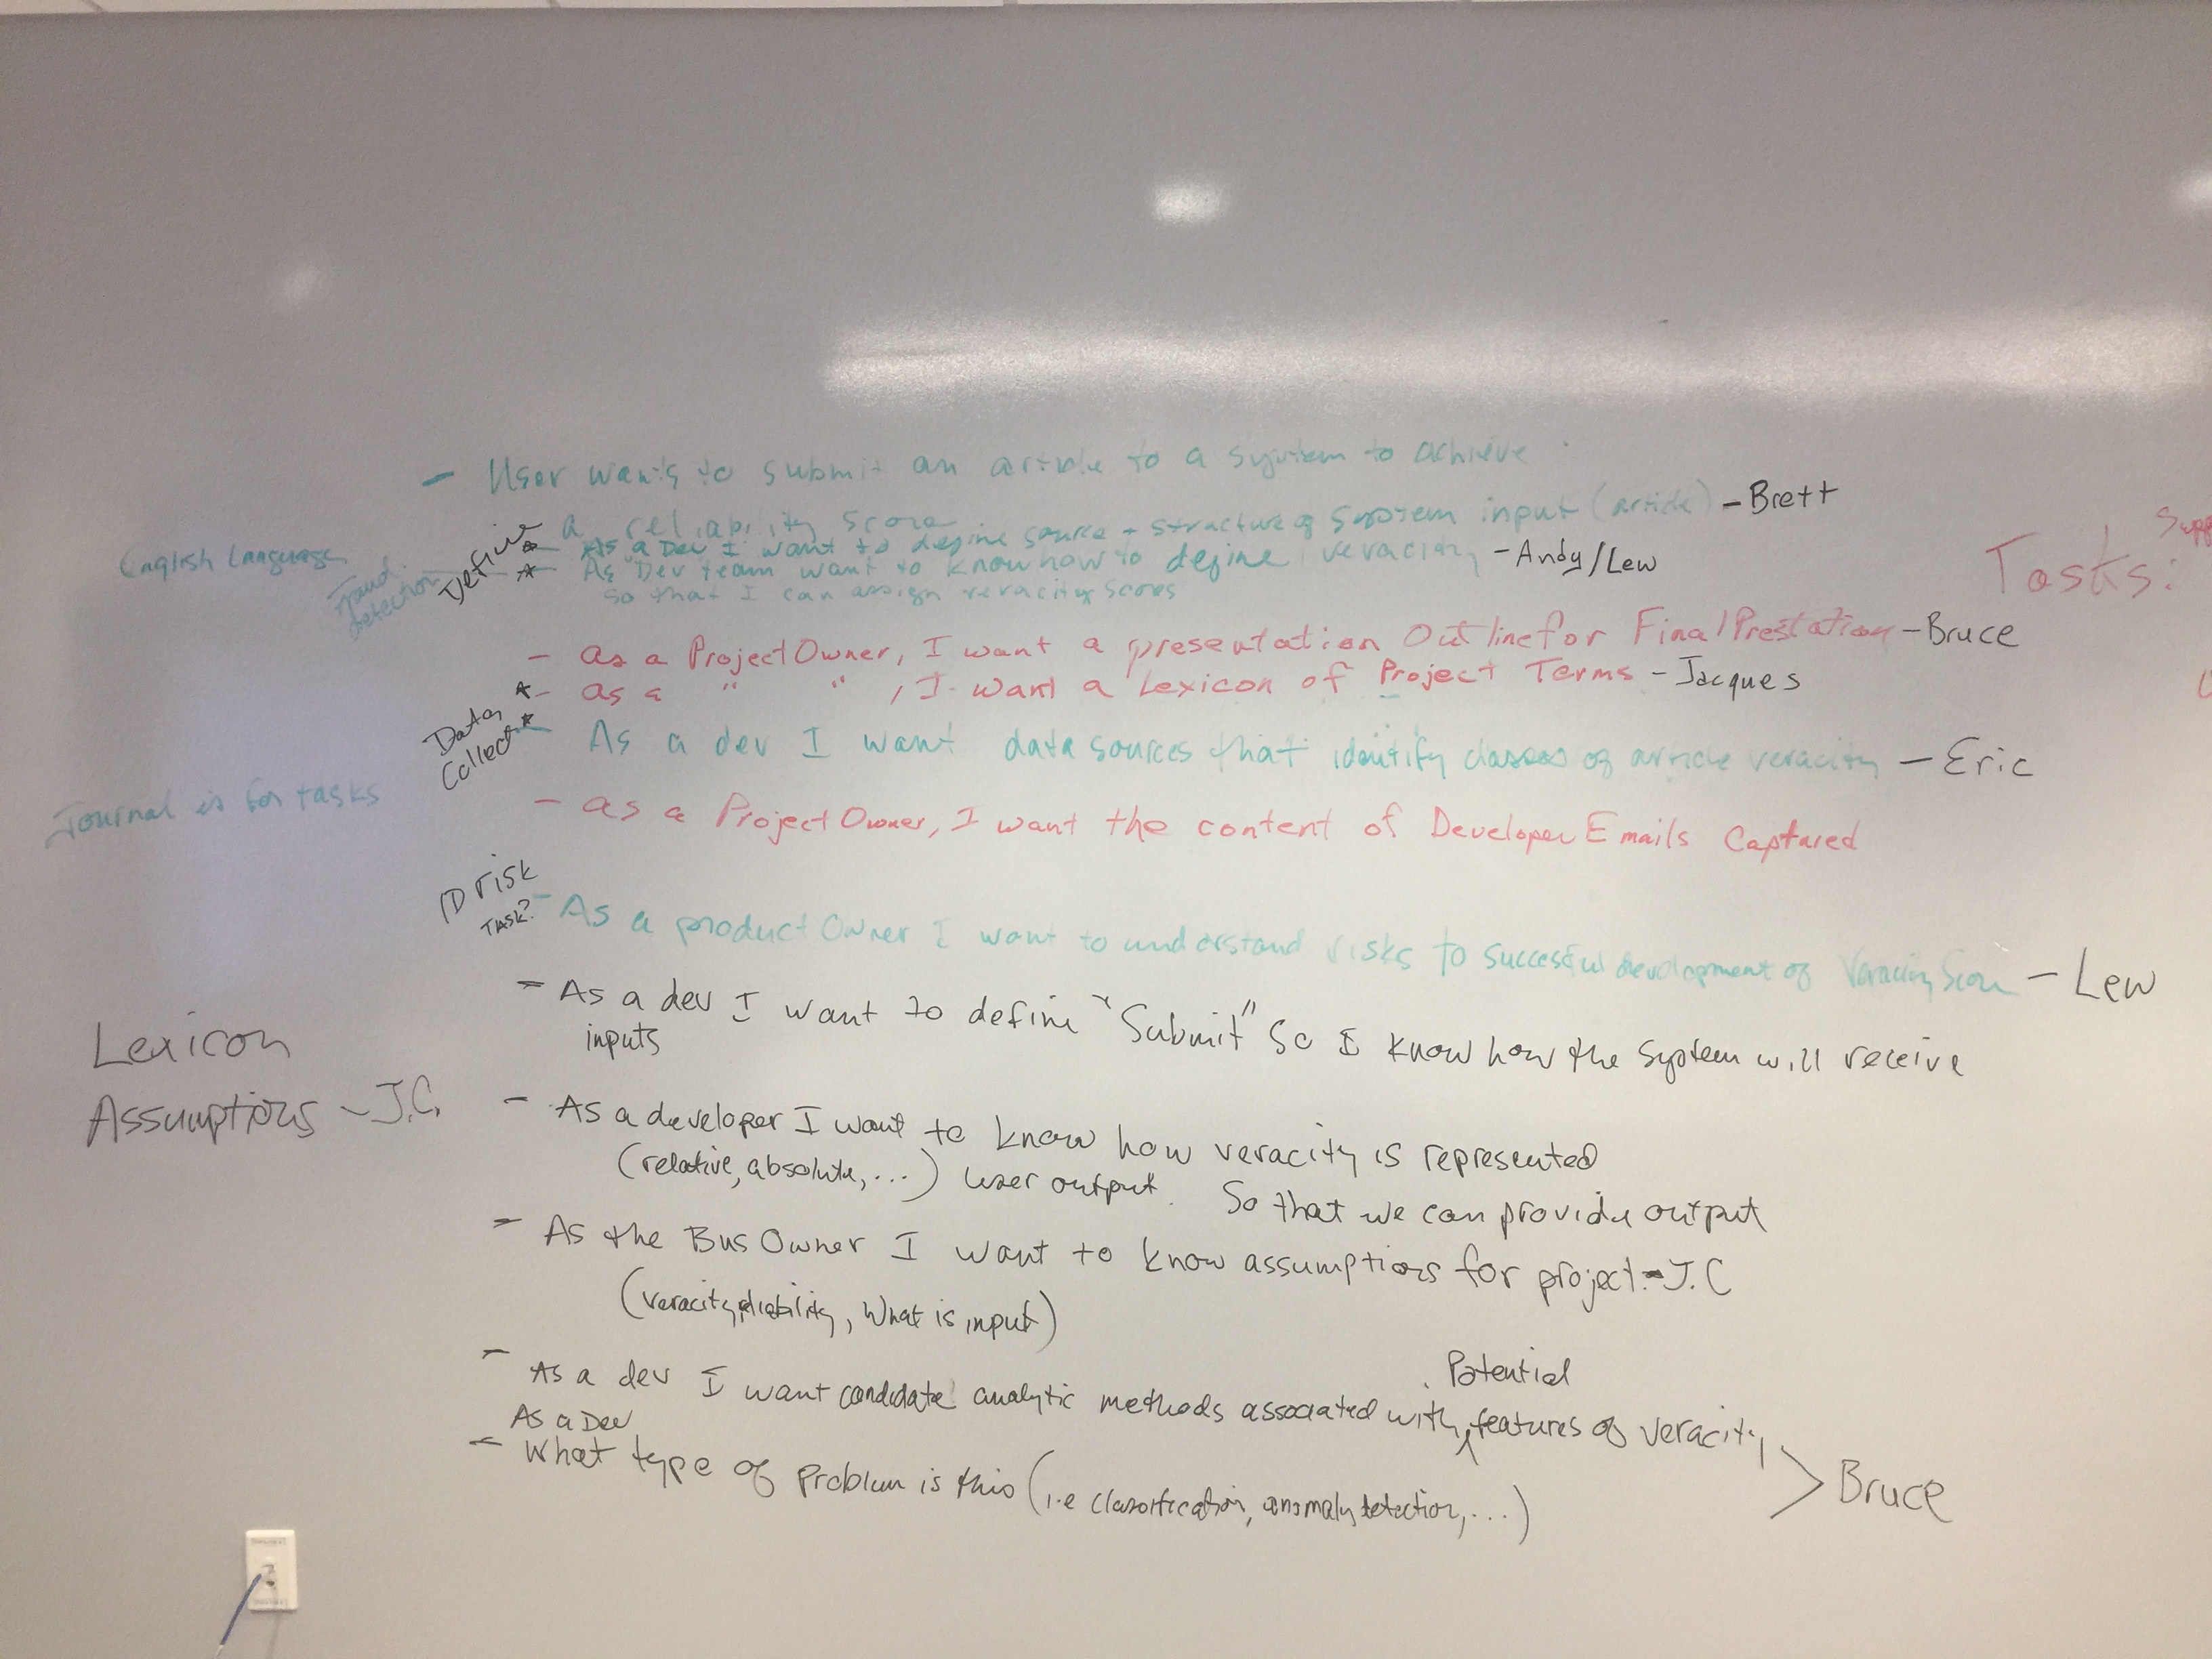 - User wants to submit an article to a system to achieve
a reliability score
Define * As a Dev I want to define source + structure of system input (article) - Brett
* As Dev team want to know how to define veracity - Andy/Lew
so that I can assign veracity scores
English Language
Fraud detection
Tasks:
- as a Project Owner, I want a presentation Outline for Final Prestation - Bruce
* - as a " " , I want a Lexicon of Project Terms - Jacques
Data Collect * - As a dev I want data sources that identify classes of article veracity - Eric
Journal is for tasks
- as a Project Owner, I want the content of Developer Emails Captured
ID risk
TASK?
- As a product Owner I want to understand risks to succesful development of Veracity Score - Lew
- As a dev I want to define "Submit" So I know how the System will receive
inputs
Lexicon
Assumptions - J.C.
- As a developer I want to know how veracity is represented
(relative, absolute, ...) user output. So that we can provide output
- As the Bus Owner I want to know assumptions for project - J.C
(veracity, reliability, What is input)
- As a dev I want candidate analytic methods associated with Potential features of veracity
As a Dev
- What type of Problem is this (i.e classification, anomaly detection, ...)
> Bruce